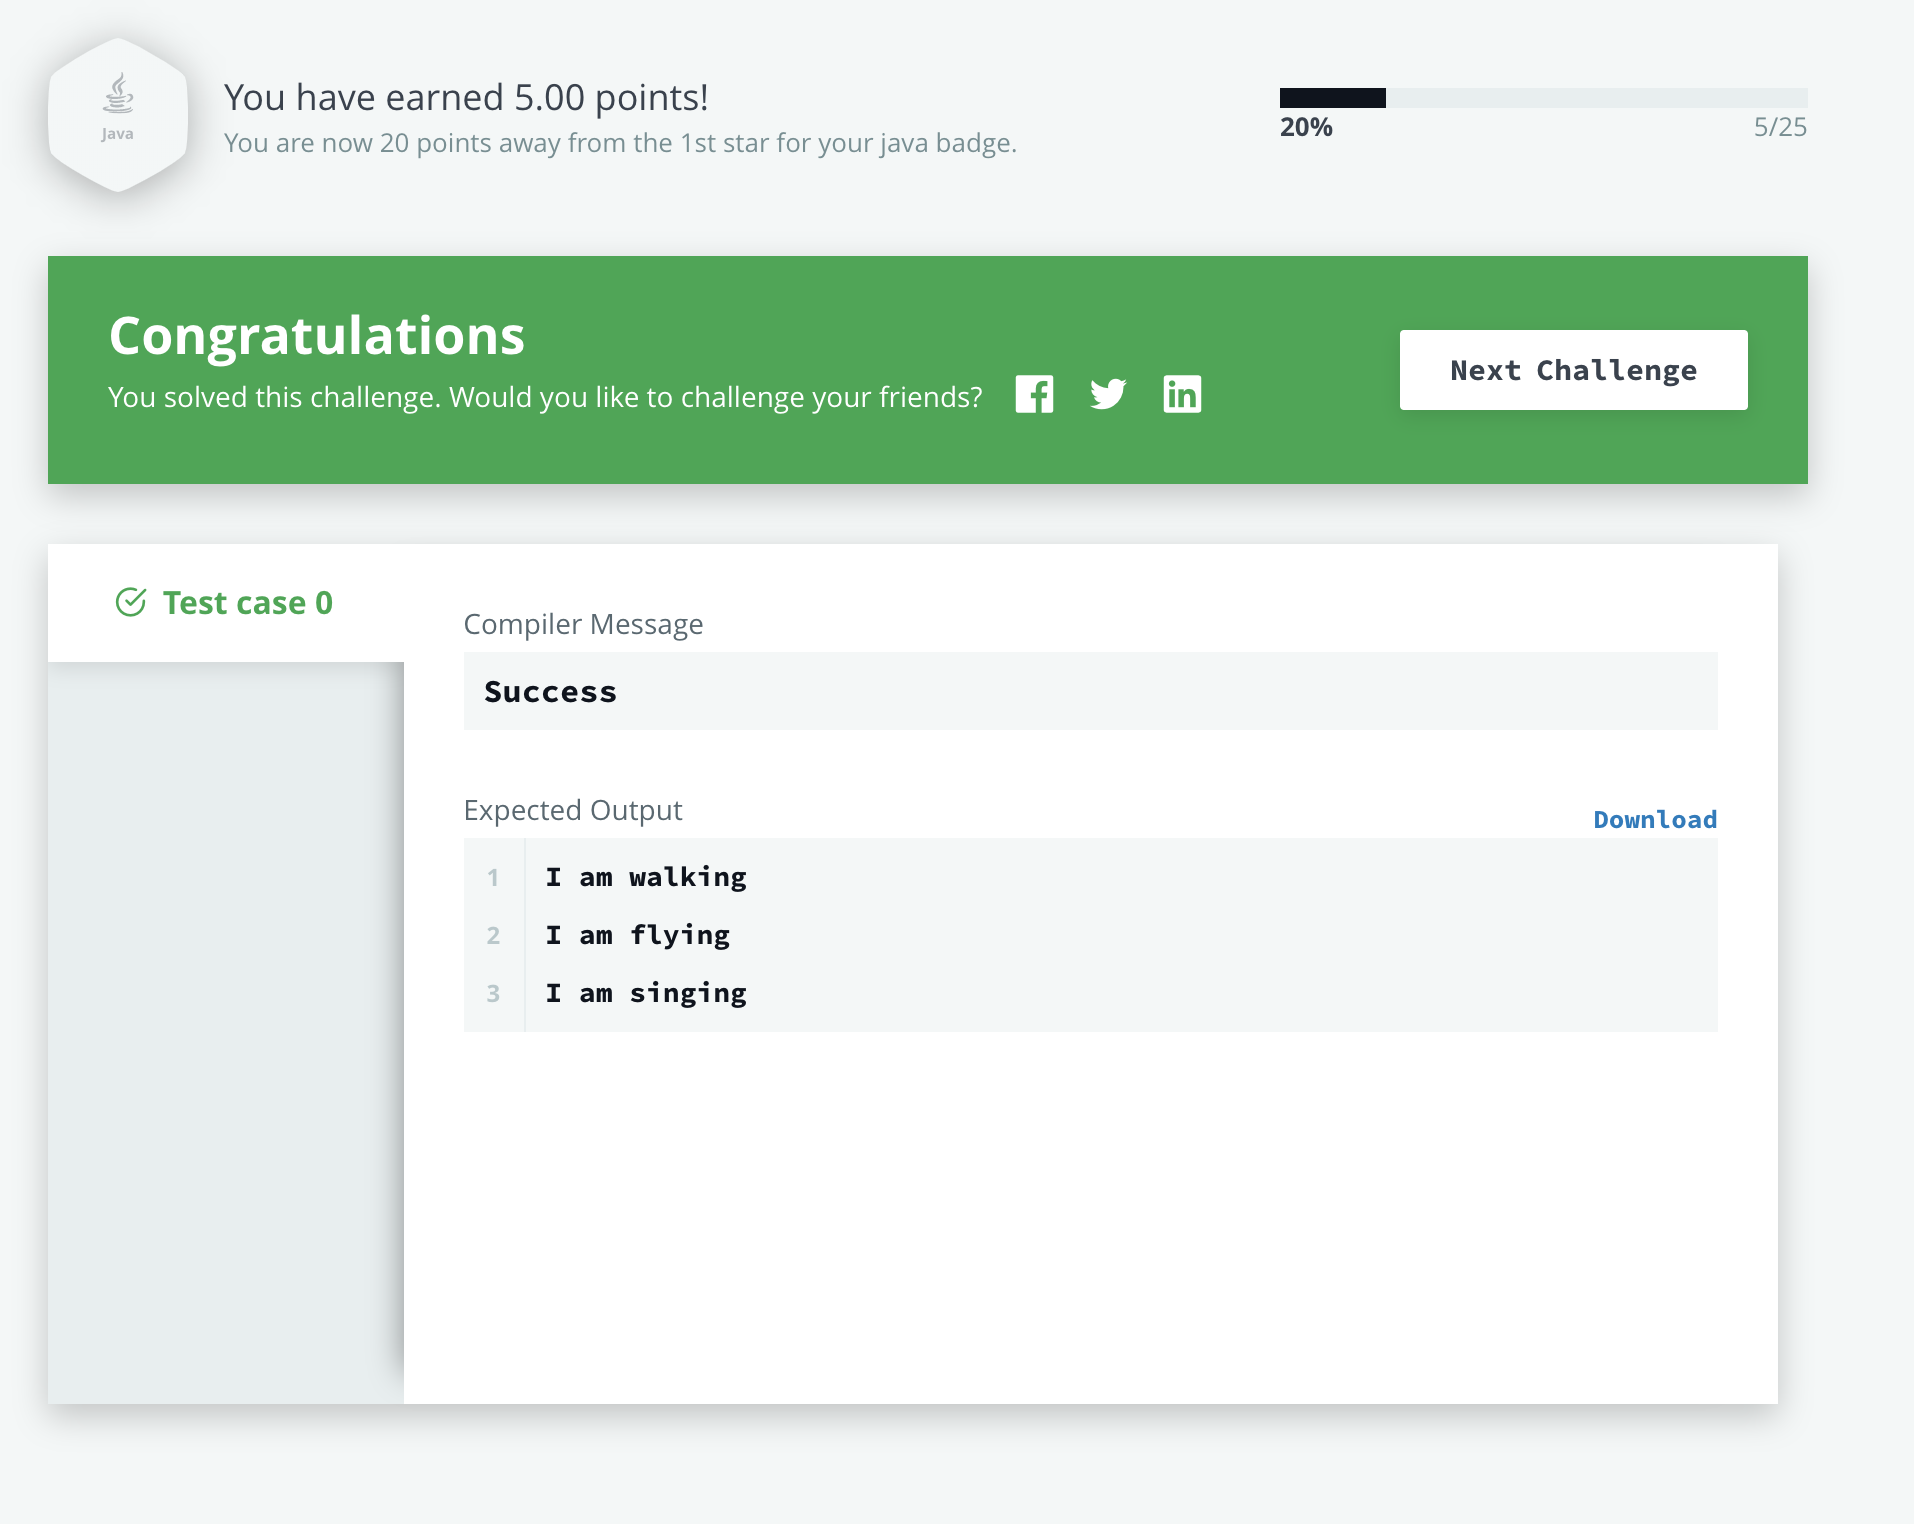 Java
You have earned 5.00 points!
You are now 20 points away from the 1st star for your java badge.
20%
5/25
Congratulations
You solved this challenge. Would you like to challenge your friends?
Next Challenge
Test case 0
Compiler Message
Success
Expected Output
Download
1 I am walking
2 I am flying
3 I am singing